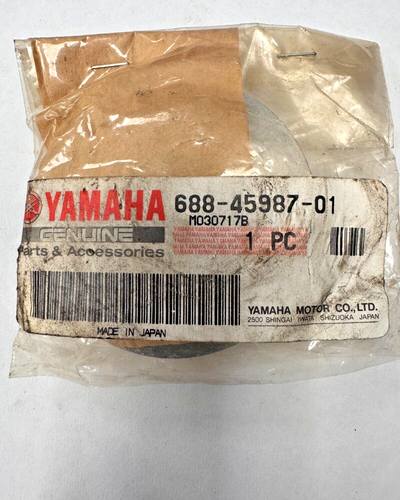 YAMAHA 688-45987-01
GENUINE M030717B
Parts & Accessories 1 PC
YAMAHA MOTOR CO., LTD.
2500 SHINGAI IWATA SHIZUOKA JAPAN
MADE IN JAPAN